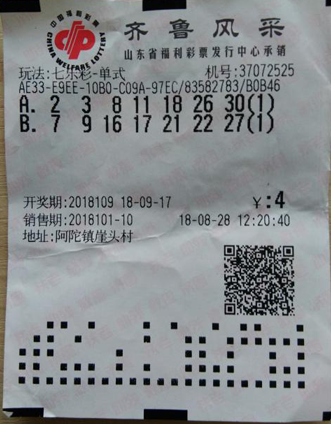 中国福利彩票
CHINA WELFARE LOTTERY
齐鲁风采
山东省福利彩票发行中心承销
玩法:七乐彩-单式 机号:37072525
AE33-E9EE-10B0-C09A-97EC/83582783/B0B46
A. 2 3 8 11 18 26 30(1)
B. 7 9 16 17 21 22 27(1)
开奖期:2018109 18-09-17 ¥:4
销售期:2018101-10 18-08-28 12:20:40
地址:阿陀镇崖头村